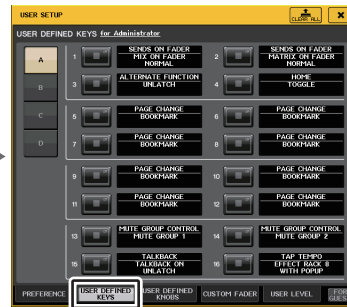 USER SETUP
CLEAR ALL
USER DEFINED KEYS for Administrator
A
B
C
D
1
SENDS ON FADER
MIX ON FADER
NORMAL
2
SENDS ON FADER
MATRIX ON FADER
NORMAL
3
ALTERNATE FUNCTION
UNLATCH
4
HOME
TOGGLE
5
PAGE CHANGE
BOOKMARK
6
PAGE CHANGE
BOOKMARK
7
PAGE CHANGE
BOOKMARK
8
PAGE CHANGE
BOOKMARK
9
PAGE CHANGE
BOOKMARK
10
PAGE CHANGE
BOOKMARK
11
PAGE CHANGE
BOOKMARK
12
PAGE CHANGE
BOOKMARK
13
MUTE GROUP CONTROL
MUTE GROUP 1
14
MUTE GROUP CONTROL
MUTE GROUP 2
15
TALKBACK
TALKBACK ON
UNLATCH
16
TAP TEMPO
EFFECT RACK 8
WITH POPUP
PREFERENCE
USER DEFINED
KEYS
USER DEFINED
KNOBS
CUSTOM FADER
USER LEVEL
FOR
GUES